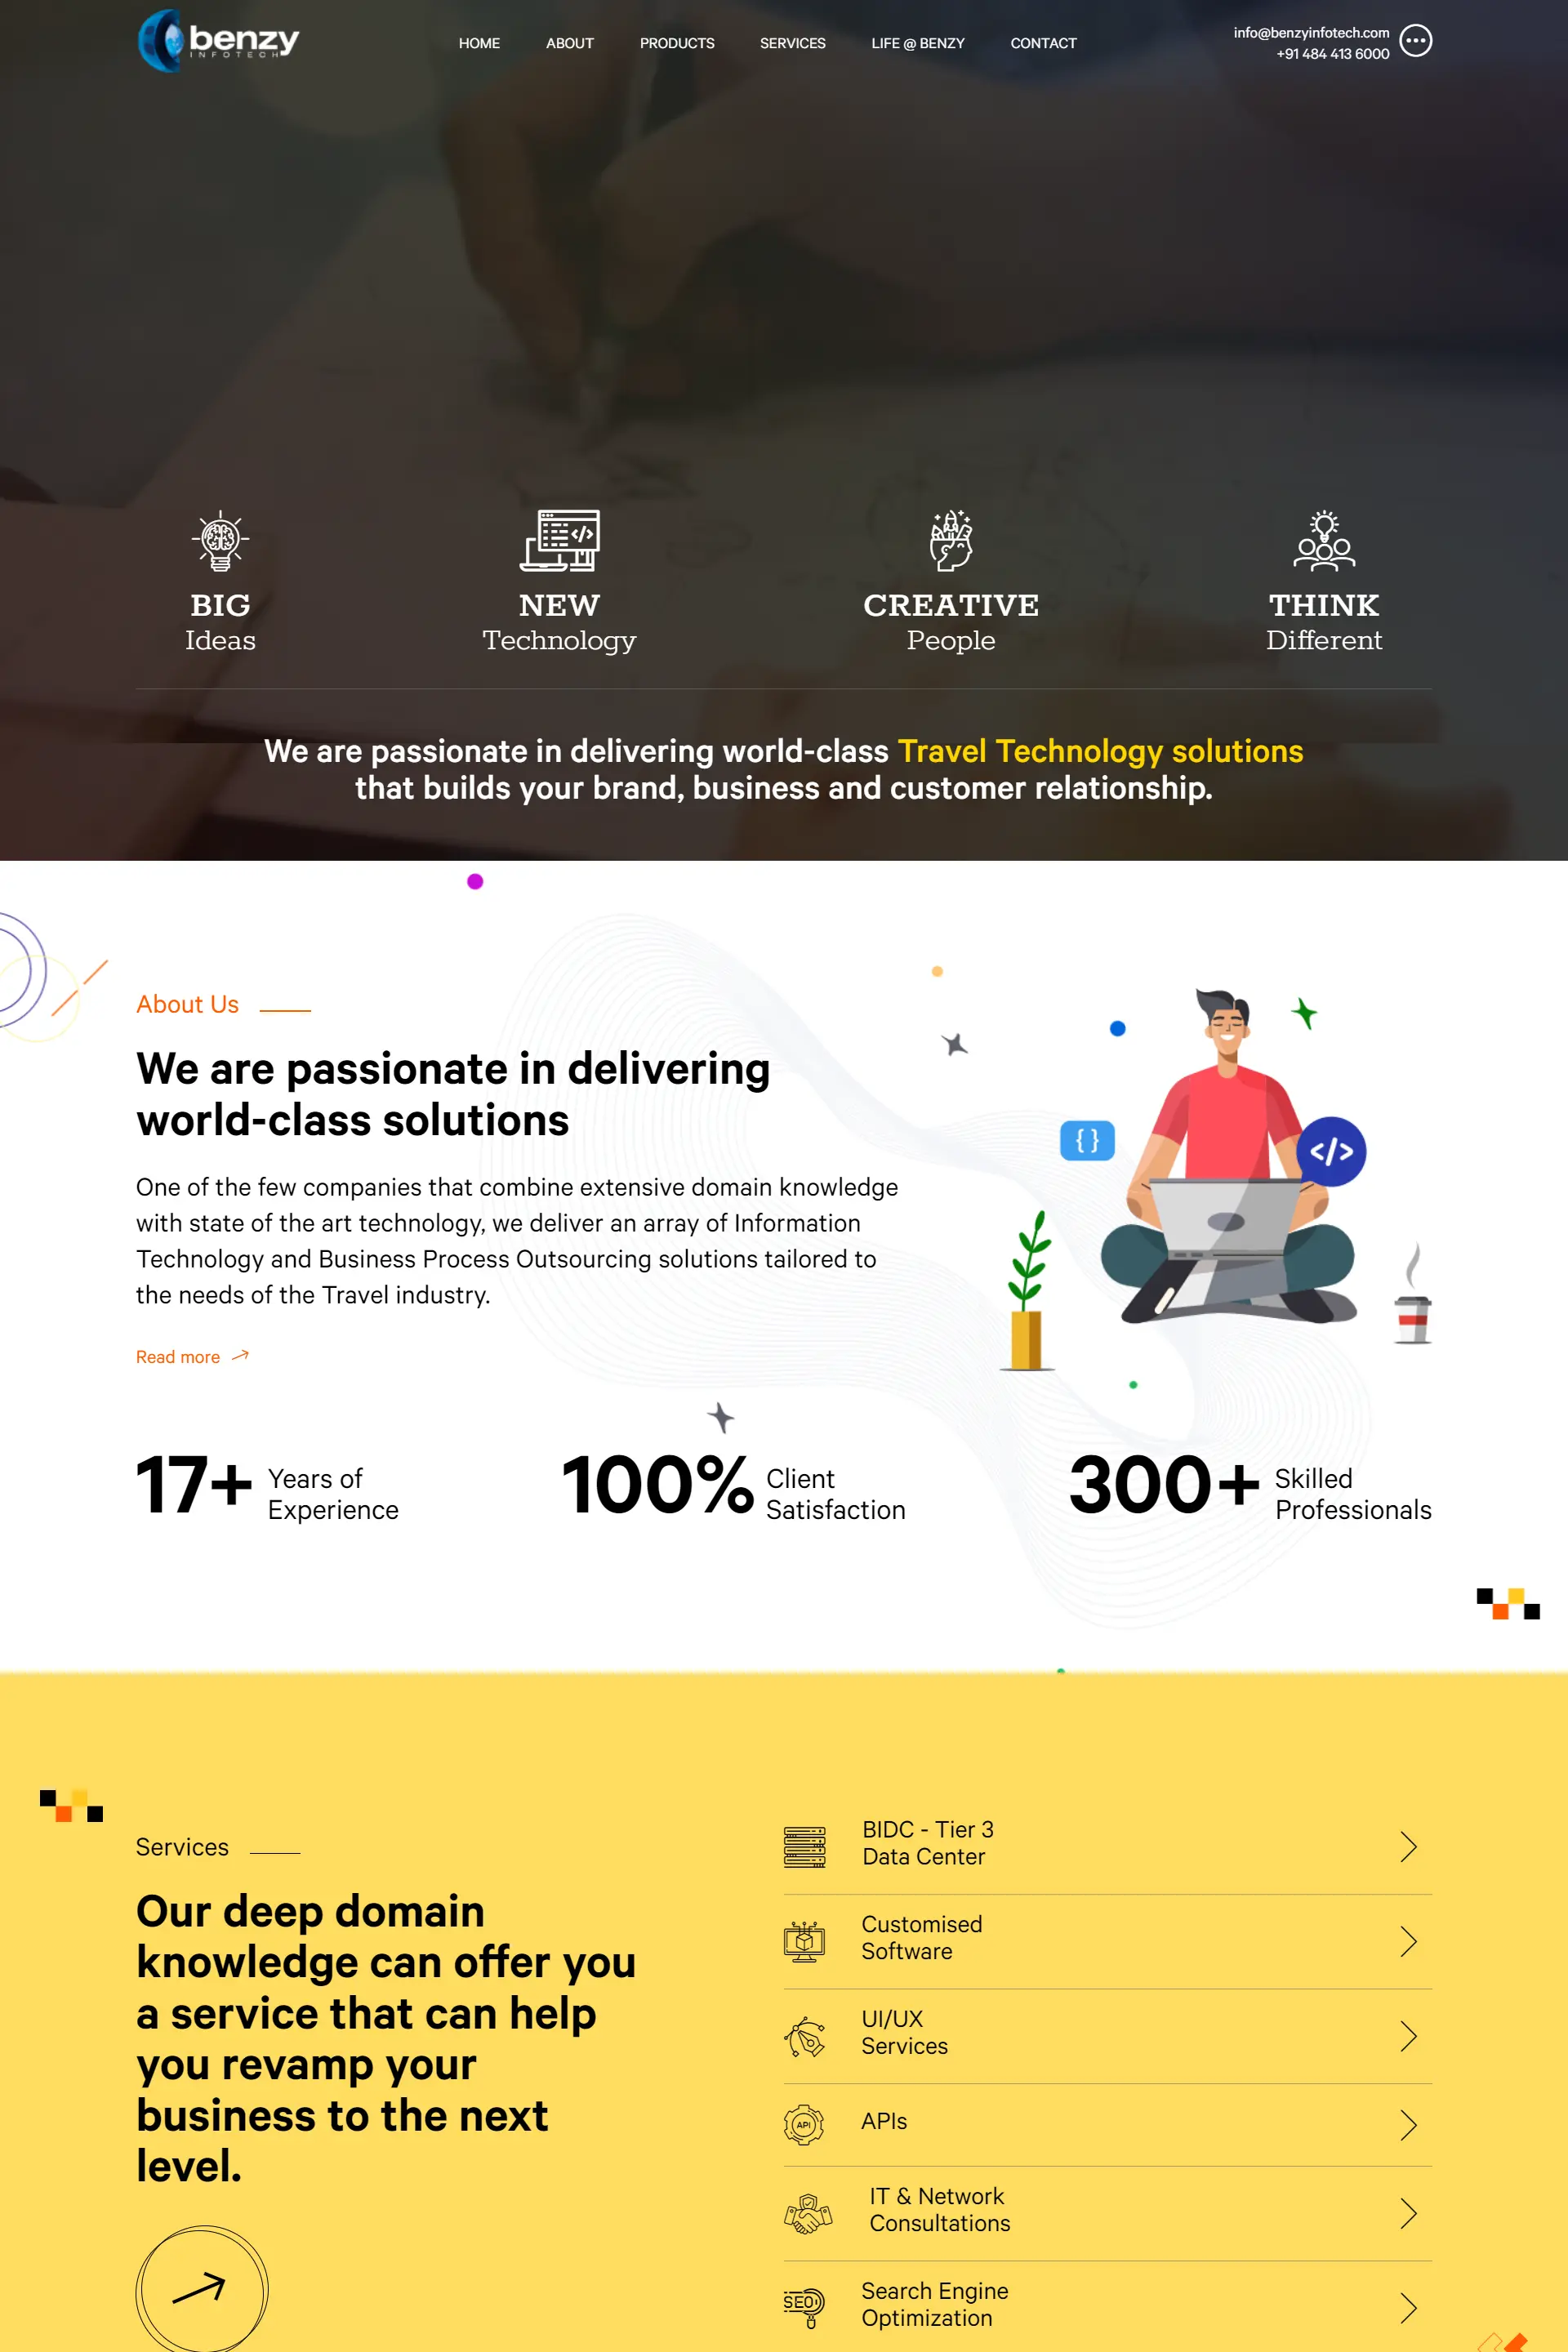 benzy
INFOTECH
HOME
ABOUT
PRODUCTS
SERVICES
LIFE @ BENZY
CONTACT
info@benzyinfotech.com
+91 484 413 6000
BIG
Ideas
NEW
Technology
CREATIVE
People
THINK
Different
We are passionate in delivering world-class Travel Technology solutions
that builds your brand, business and customer relationship.
About Us
We are passionate in delivering
world-class solutions
One of the few companies that combine extensive domain knowledge
with state of the art technology, we deliver an array of Information
Technology and Business Process Outsourcing solutions tailored to
the needs of the Travel industry.
Read more
{ }
</>
17+
Years of
Experience
100%
Client
Satisfaction
300+
Skilled
Professionals
Services
Our deep domain
knowledge can offer you
a service that can help
you revamp your
business to the next
level.
BIDC - Tier 3
Data Center
Customised
Software
UI/UX
Services
API
APIs
IT & Network
Consultations
SEO
Search Engine
Optimization